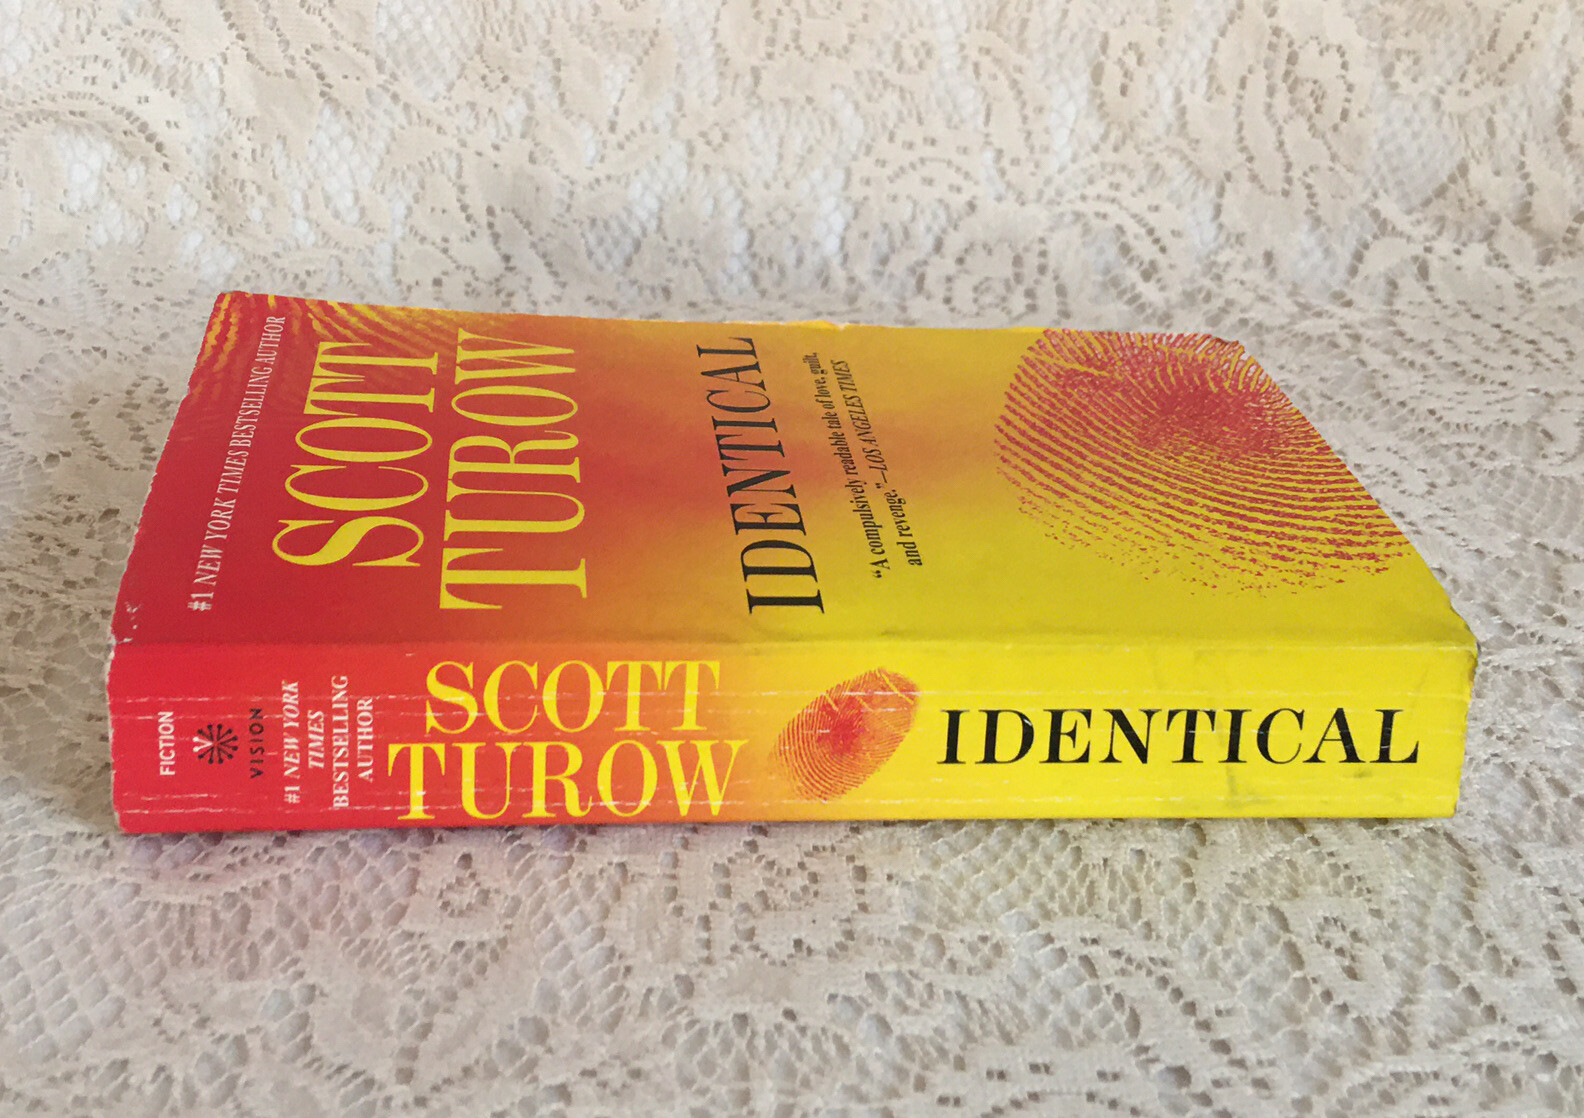 #1 NEW YORK TIMES BESTSELLING AUTHOR
SCOTT
TUROW
IDENTICAL
“A compulsively readable tale of love, guilt,
and revenge.”—LOS ANGELES TIMES
FICTION
VISION
#1 NEW YORK
TIMES
BESTSELLING
AUTHOR
SCOTT
TUROW
IDENTICAL